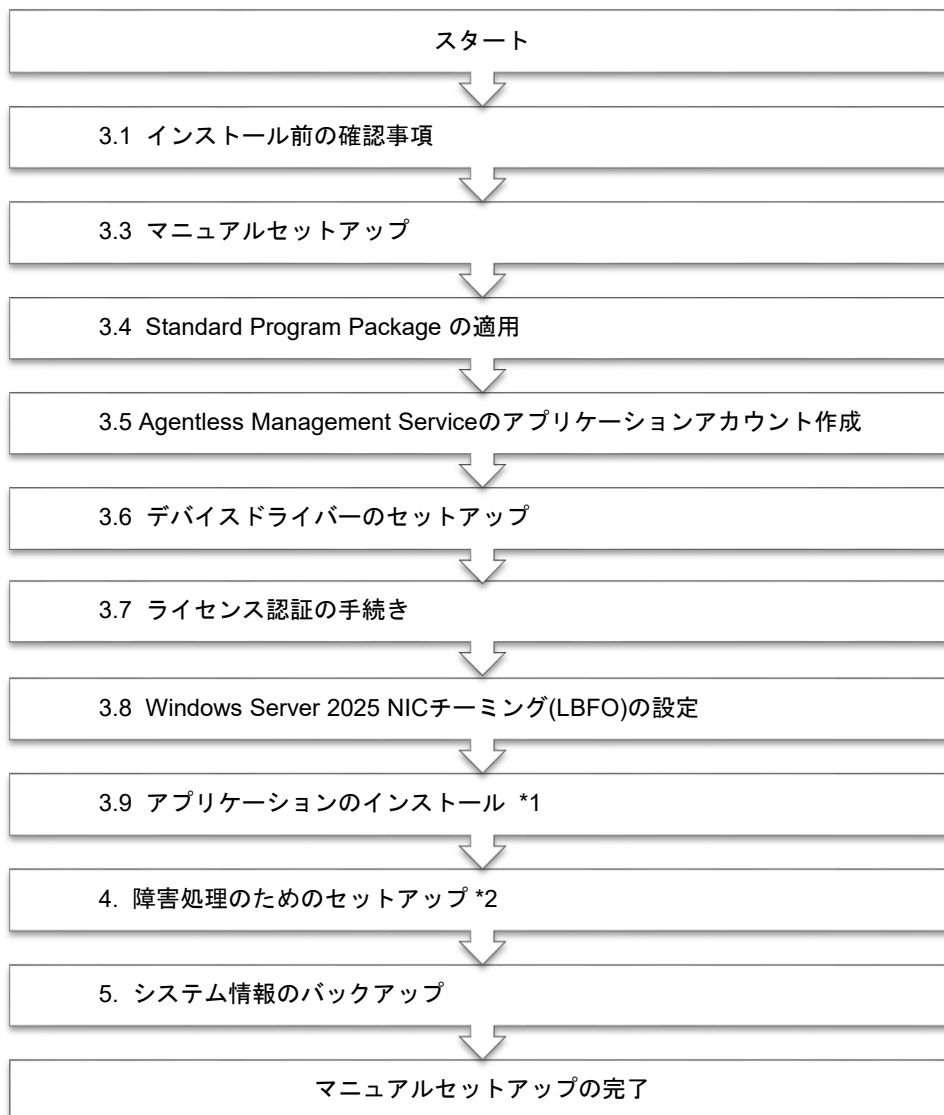 スタート
3.1 インストール前の確認事項
3.3 マニュアルセットアップ
3.4 Standard Program Package の適用
3.5 Agentless Management Serviceのアプリケーションアカウント作成
3.6 デバイスドライバーのセットアップ
3.7 ライセンス認証の手続き
3.8 Windows Server 2025 NICチーミング(LBFO)の設定
3.9 アプリケーションのインストール *1
4. 障害処理のためのセットアップ *2
5. システム情報のバックアップ
マニュアルセットアップの完了